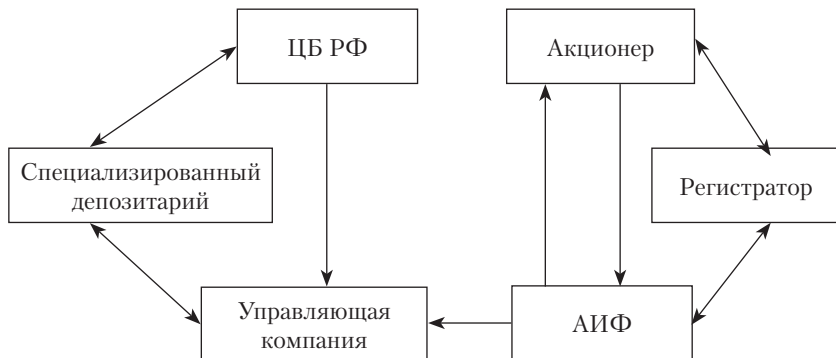 ЦБ РФ
Акционер
Специализированный
депозитарий
Регистратор
Управляющая
компания
АИФ